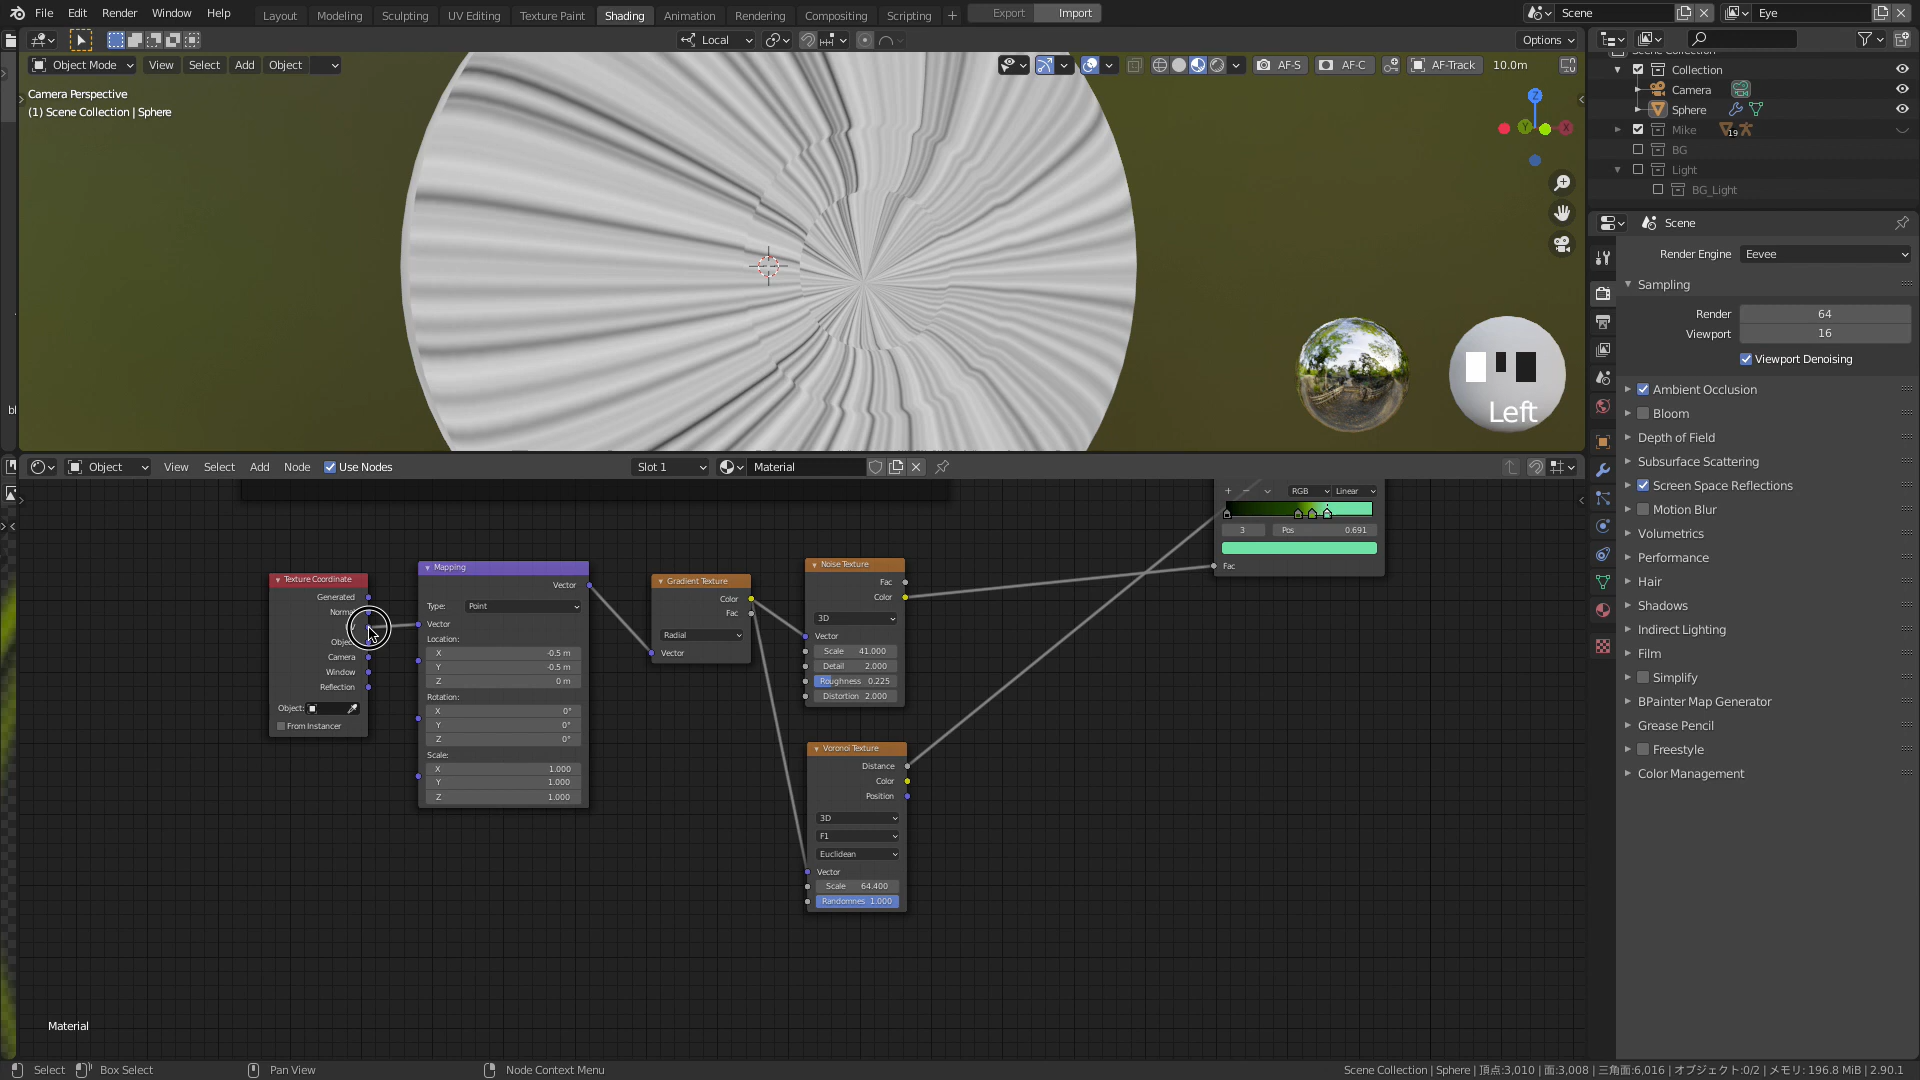 File Edit Render Window Help Layout Modeling Sculpting UV Editing Texture Paint Shading Animation Rendering Compositing Scripting + Export Import Scene Eye
Local Options
Object Mode View Select Add Object AF-S AF-C AF-Track 10.0m
Camera Perspective
(1) Scene Collection | Sphere
Z
Y
X
Left
Scene Collection
Collection
Camera
Sphere
Mike 19
BG
Light
BG_Light
Scene
Render Engine Eevee
Sampling
Render 64
Viewport 16
Viewport Denoising
Ambient Occlusion
Bloom
Depth of Field
Subsurface Scattering
Screen Space Reflections
Motion Blur
Volumetrics
Performance
Hair
Shadows
Indirect Lighting
Film
Simplify
BPainter Map Generator
Grease Pencil
Freestyle
Color Management
bl
Object View Select Add Node Use Nodes Slot 1 Material
+ − RGB Linear
3 Pos 0.691
Fac
Texture Coordinate
Generated
Camera
Window
Reflection
Object:
From Instancer
Mapping
Vector
Type: Point
Vector
Location:
X -0.5 m
Y -0.5 m
Z 0 m
Rotation:
X 0°
Y 0°
Z 0°
Scale:
X 1.000
Y 1.000
Z 1.000
Gradient Texture
Color
Fac
Radial
Vector
Noise Texture
Fac
Color
3D
Vector
Scale 41.000
Detail 2.000
Roughness 0.225
Distortion 2.000
Voronoi Texture
Distance
Color
Position
3D
F1
Euclidean
Vector
Scale 64.400
Randomnes 1.000
Material
Select Box Select Pan View Node Context Menu Scene Collection | Sphere | 頂点:3,010 | 面:3,008 | 三角面:6,016 | オブジェクト:0/2 | メモリ: 196.8 MiB | 2.90.1